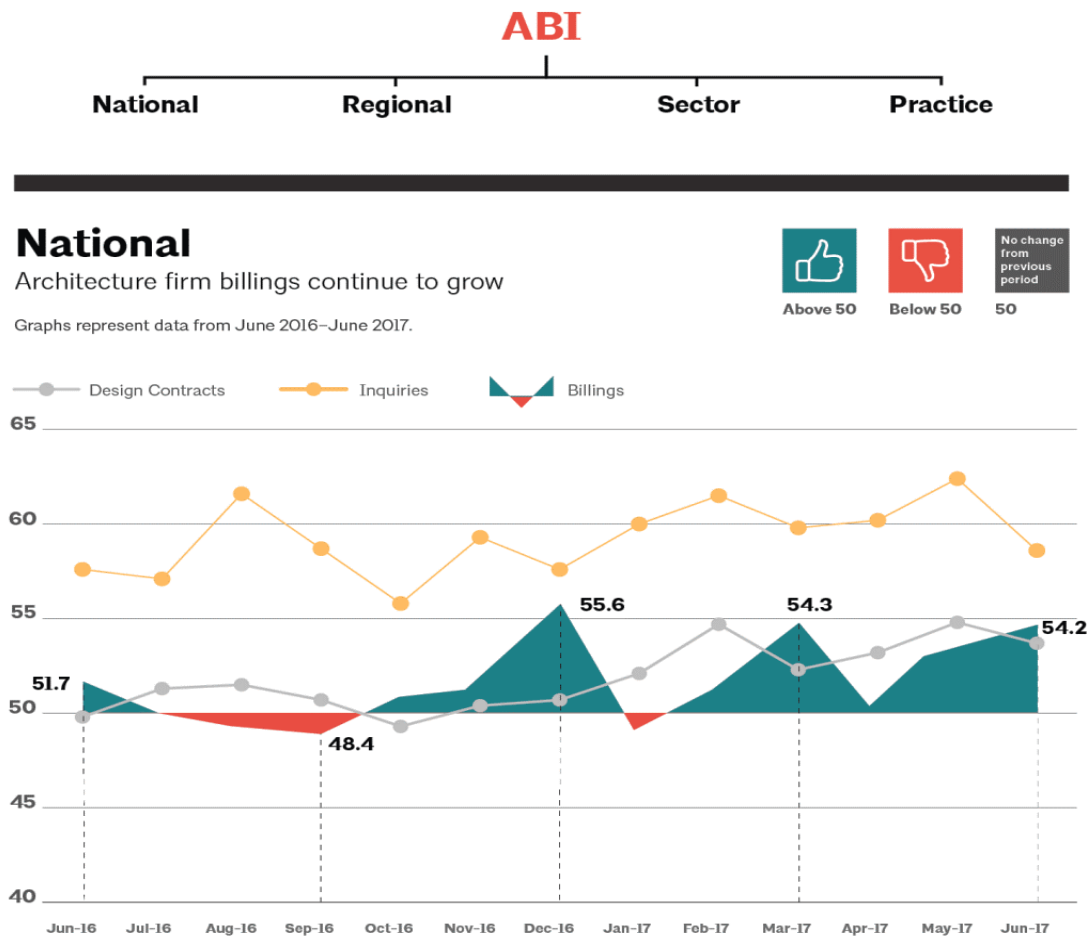 ABI
National Regional Sector Practice
National
Architecture firm billings continue to grow
Graphs represent data from June 2016–June 2017.
No change
from
previous
period
Above 50 Below 50 50
Design Contracts Inquiries Billings
65
60
55
50
45
40
51.7
48.4
55.6
54.3
54.2
Jun-16 Jul-16 Aug-16 Sep-16 Oct-16 Nov-16 Dec-16 Jan-17 Feb-17 Mar-17 Apr-17 May-17 Jun-17